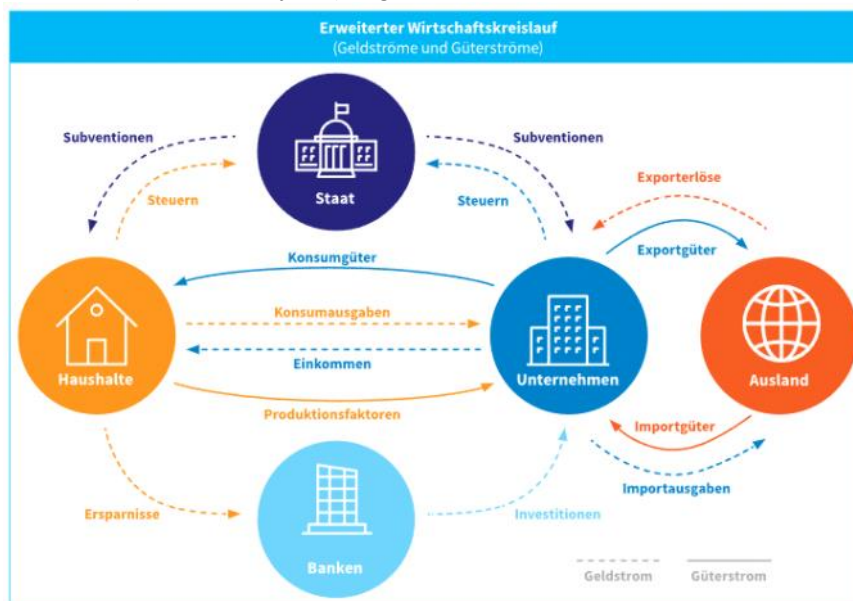 Erweiterter Wirtschaftskreislauf
(Geldströme und Güterströme)
Subventionen
Subventionen
Steuern
Staat
Steuern
Exporterlöse
Konsumgüter
Exportgüter
Konsumausgaben
Einkommen
Haushalte
Unternehmen
Ausland
Produktionsfaktoren
Importgüter
Importausgaben
Ersparnisse
Investitionen
Banken
Geldstrom
Güterstrom